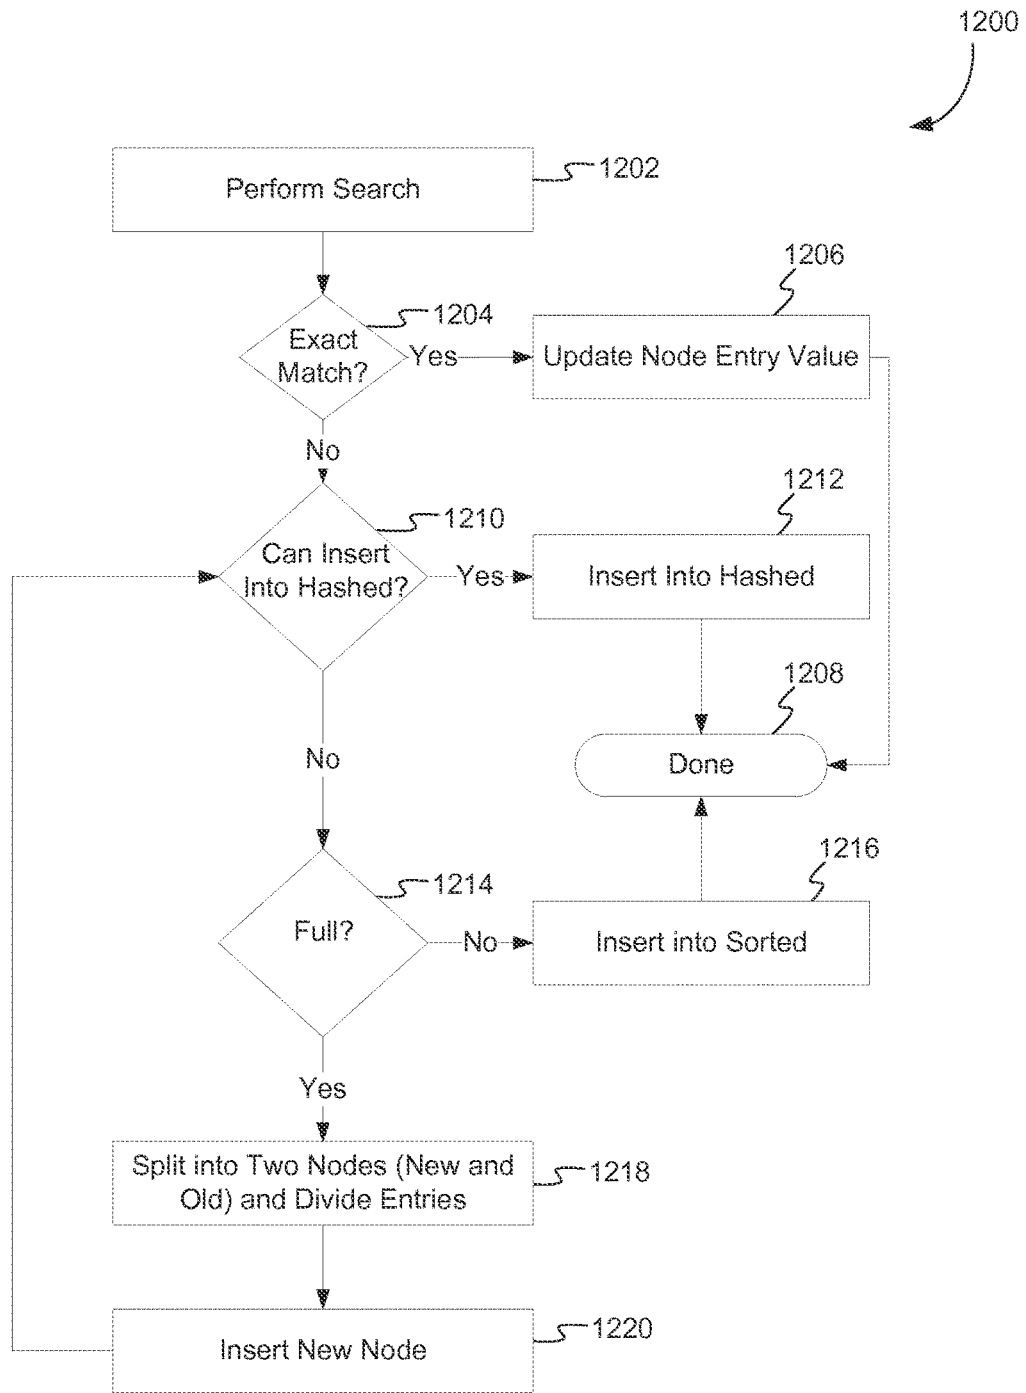 1200
Perform Search
1202
1206
1204
Exact
Match?
Yes
Update Node Entry Value
No
1212
1210
Can Insert
Into Hashed?
Yes
Insert Into Hashed
1208
No
Done
1216
1214
Full?
No
Insert into Sorted
Yes
Split into Two Nodes (New and
Old) and Divide Entries
1218
Insert New Node
1220